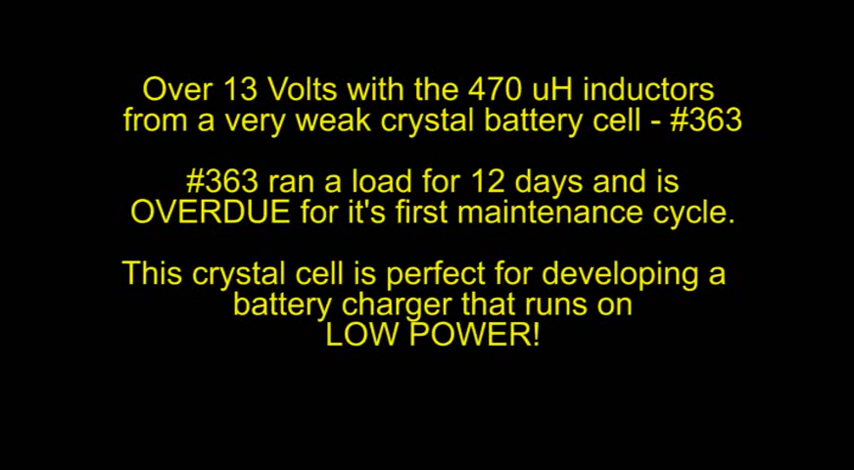 Over 13 Volts with the 470 uH inductors
from a very weak crystal battery cell - #363
#363 ran a load for 12 days and is
OVERDUE for it's first maintenance cycle.
This crystal cell is perfect for developing a
battery charger that runs on
LOW POWER!